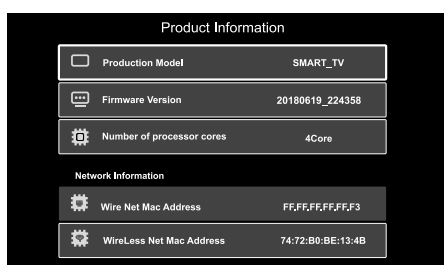 Product Information
Production Model SMART_TV
Firmware Version 20180619_224358
Number of processor cores 4Core
Network Information
Wire Net Mac Address FF,FF,FF,FF,FF,F3
WireLess Net Mac Address 74:72:B0:BE:13:4B